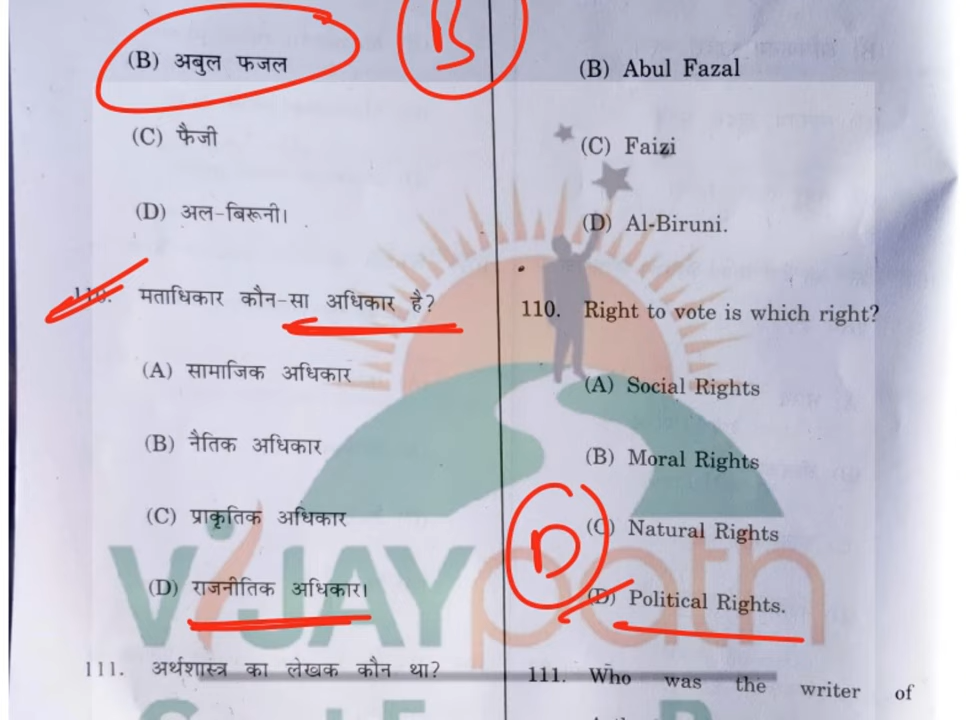 (B) अबुल फजल
(C) फैजी
(D) अल-बिरूनी।
110. मताधिकार कौन-सा अधिकार है?
(A) सामाजिक अधिकार
(B) नैतिक अधिकार
(C) प्राकृतिक अधिकार
(D) राजनीतिक अधिकार।
111. अर्थशास्त्र का लेखक कौन था?
B
(B) Abul Fazal
(C) Faizi
(D) Al-Biruni.
110. Right to vote is which right?
(A) Social Rights
(B) Moral Rights
(C) Natural Rights
D
(D) Political Rights.
111. Who was the writer of
VIJAYpath